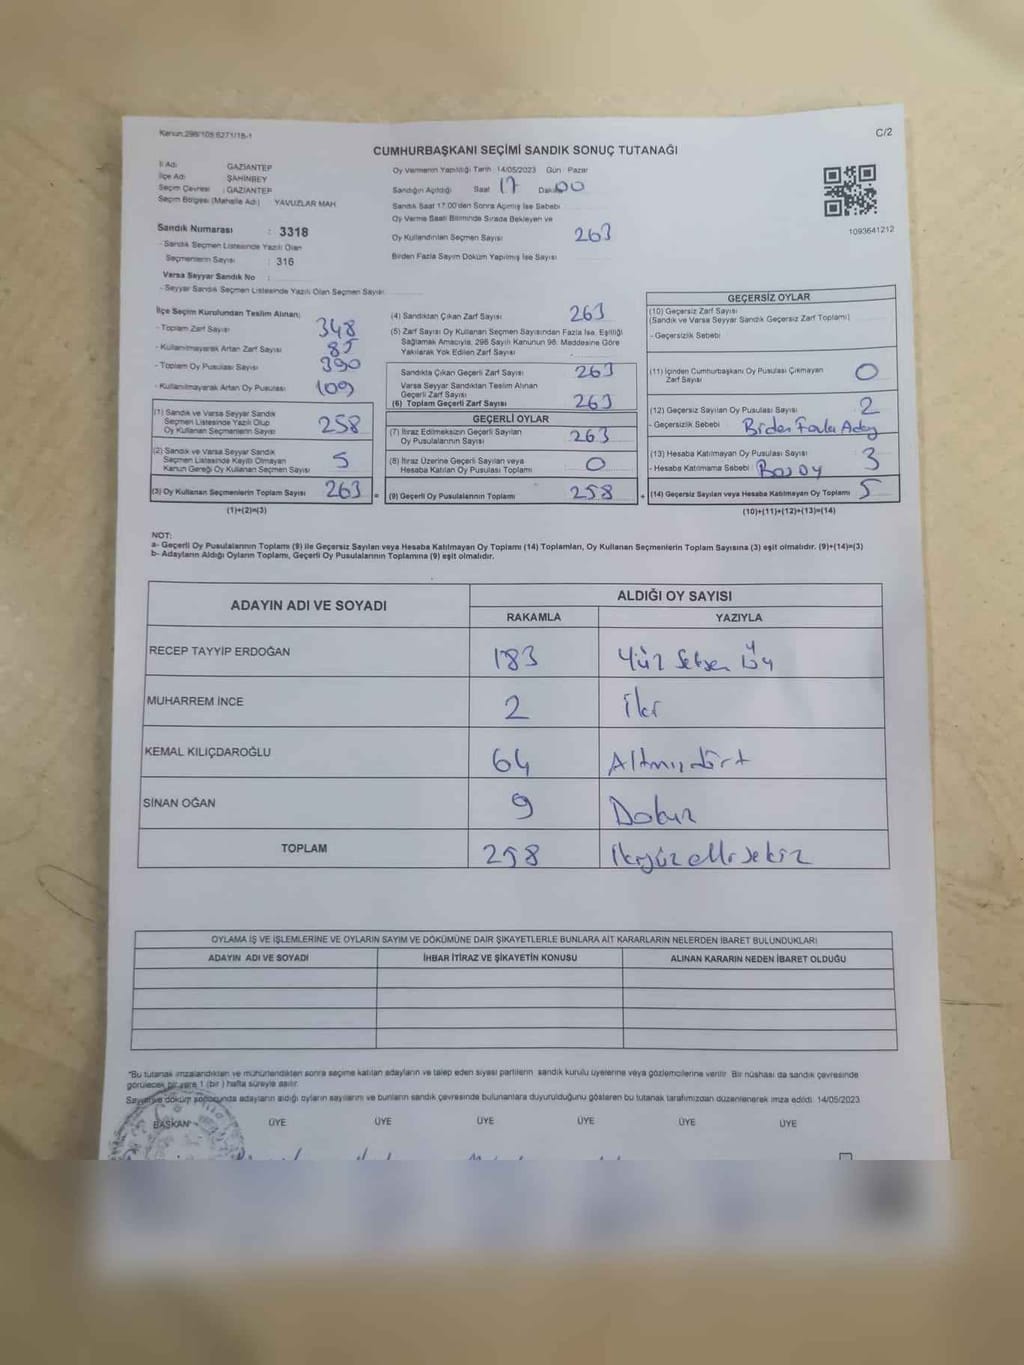 Kanun:298/105 6271/18-1
C/2
CUMHURBAŞKANI SEÇİMİ SANDIK SONUÇ TUTANAĞI
İl Adı GAZİANTEP
İlçe Adı ŞAHİNBEY
Seçim Çevresi : GAZİANTEP
Seçim Bölgesi (Mahalle Adı) YAVUZLAR MAH
Sandık Numarası : 3318
- Sandık Seçmen Listesinde Yazılı Olan
Seçmenlerin Sayısı : 316
Varsa Seyyar Sandık No :
- Seyyar Sandık Seçmen Listesinde Yazılı Olan Seçmen Sayısı
Oy Vermenin Yapıldığı Tarih 14/05/2023 Gün Pazar
Sandığın Açıldığı Saat 17 Dakika 00
Sandık Saat 17:00'den Sonra Açılmış İse Sebebi
Oy Verme Saati Bitiminde Sırada Bekleyen ve
Oy Kullandırılan Seçmen Sayısı 263
Birden Fazla Sayım Döküm Yapılmış İse Sayısı
1093641212
İlçe Seçim Kurulundan Teslim Alınan;
- Toplam Zarf Sayısı 348
- Kullanılmayarak Artan Zarf Sayısı 85
- Toplam Oy Pusulası Sayısı 390
- Kullanılmayarak Artan Oy Pusulası 109
(1) Sandık ve Varsa Seyyar Sandık
Seçmen Listesinde Yazılı Olup
Oy Kullanan Seçmenlerin Sayısı 258
(2) Sandık ve Varsa Seyyar Sandık
Seçmen Listesinde Kayıtlı Olmayan
Kanun Gereği Oy Kullanan Seçmen Sayısı 5
(3) Oy Kullanan Seçmenlerin Toplam Sayısı 263 =
(1)+(2)=(3)
(4) Sandıktan Çıkan Zarf Sayısı 263
(5) Zarf Sayısı Oy Kullanan Seçmen Sayısından Fazla İse, Eşitliği
Sağlamak Amacıyla, 298 Sayılı Kanunun 98. Maddesine Göre
Yakılarak Yok Edilen Zarf Sayısı
Sandıkta Çıkan Geçerli Zarf Sayısı 263
Varsa Seyyar Sandıktan Teslim Alınan
Geçerli Zarf Sayısı
(6) Toplam Geçerli Zarf Sayısı 263
GEÇERLİ OYLAR
(7) İtiraz Edilmeksizin Geçerli Sayılan
Oy Pusulalarının Sayısı 263
(8) İtiraz Üzerine Geçerli Sayılan veya
Hesaba Katılan Oy Pusulası Toplamı 0
(9) Geçerli Oy Pusulalarının Toplamı 258 +
GEÇERSİZ OYLAR
(10) Geçersiz Zarf Sayısı
(Sandık ve Varsa Seyyar Sandık Geçersiz Zarf Toplamı)
- Geçersizlik Sebebi
(11) İçinden Cumhurbaşkanı Oy Pusulası Çıkmayan
Zarf Sayısı 0
(12) Geçersiz Sayılan Oy Pusulası Sayısı 2
- Geçersizlik Sebebi Birden Fazla Aday
(13) Hesaba Katılmayan Oy Pusulası Sayısı 3
- Hesaba Katılmama Sebebi Boş Oy
(14) Geçersiz Sayılan veya Hesaba Katılmayan Oy Toplamı 5
(10)+(11)+(12)+(13)=(14)
NOT:
a- Geçerli Oy Pusulalarının Toplamı (9) ile Geçersiz Sayılan veya Hesaba Katılmayan Oy Toplamı (14) Toplamları, Oy Kullanan Seçmenlerin Toplam Sayısına (3) eşit olmalıdır. (9)+(14)=(3)
b- Adayların Aldığı Oyların Toplamı, Geçerli Oy Pusulalarının Toplamına (9) eşit olmalıdır.
ADAYIN ADI VE SOYADI ALDIĞI OY SAYISI
RAKAMLA YAZIYLA
RECEP TAYYİP ERDOĞAN 183 Yüz Seksen Üç
MUHARREM İNCE 2 İki
KEMAL KILIÇDAROĞLU 64 Altmış dört
SİNAN OĞAN 9 Dokuz
TOPLAM 258 İkiyüz elli sekiz
OYLAMA İŞ VE İŞLEMLERİNE VE OYLARIN SAYIM VE DÖKÜMÜNE DAİR ŞİKAYETLERLE BUNLARA AİT KARARLARIN NELERDEN İBARET BULUNDUKLARI
ADAYIN ADI VE SOYADI İHBAR İTİRAZ VE ŞİKAYETİN KONUSU ALINAN KARARIN NEDEN İBARET OLDUĞU
"Bu tutanak imzalandıktan ve mühürlendikten sonra seçime katılan adayların ve talep eden siyasi partilerin sandık kurulu üyelerine veya gözlemcilerine verilir. Bir nüshası da sandık çevresinde
görülecek bir yere 1 (bir) hafta süreyle asılır.
Sayım ve döküm sonucunda adayların aldığı oyların sayılarını ve bunların sandık çevresinde bulunanlara duyurulduğunu gösteren bu tutanak tarafımızdan düzenlenerek imza edildi. 14/05/2023
BAŞKAN ÜYE ÜYE ÜYE ÜYE ÜYE ÜYE